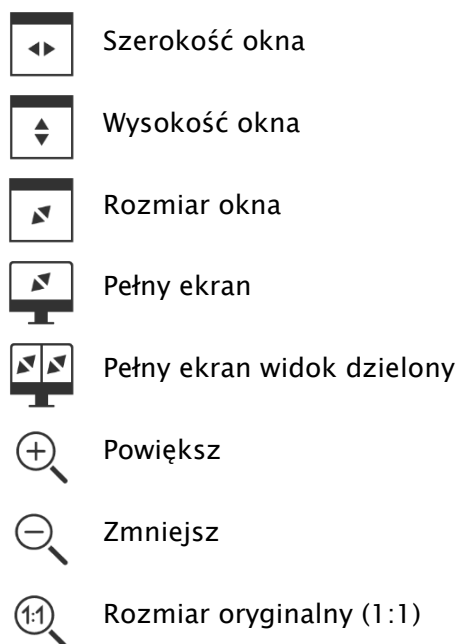 Szerokość okna
Wysokość okna
Rozmiar okna
Pełny ekran
Pełny ekran widok dzielony
Powiększ
Zmniejsz
1:1 Rozmiar oryginalny (1:1)